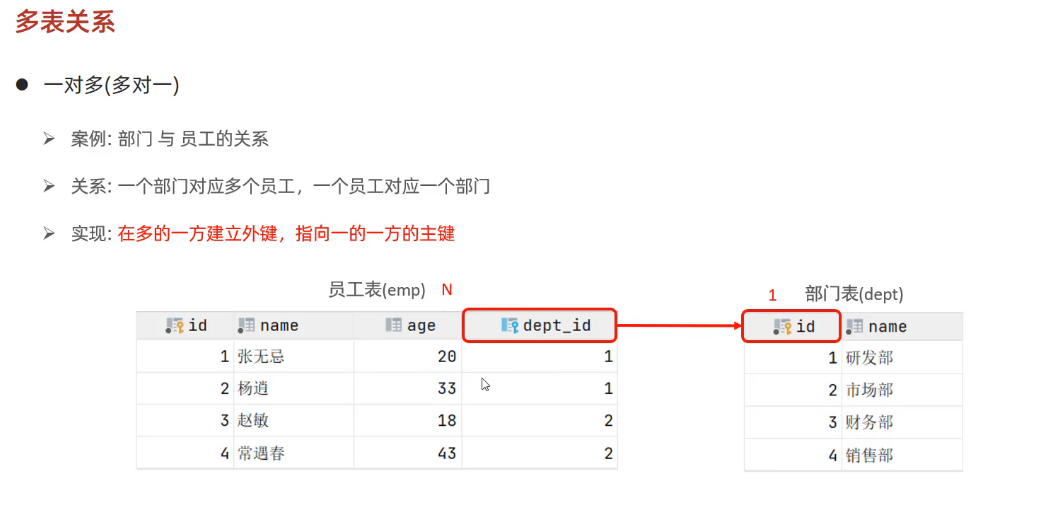 多表关系
● 一对多(多对一)
➢ 案例: 部门 与 员工的关系
➢ 关系: 一个部门对应多个员工，一个员工对应一个部门
➢ 实现: 在多的一方建立外键，指向一的一方的主键
员工表(emp) N 1 部门表(dept)
id name age dept_id id name
1 张无忌 20 1 1 研发部
2 杨逍 33 1 2 市场部
3 赵敏 18 2 3 财务部
4 常遇春 43 2 4 销售部